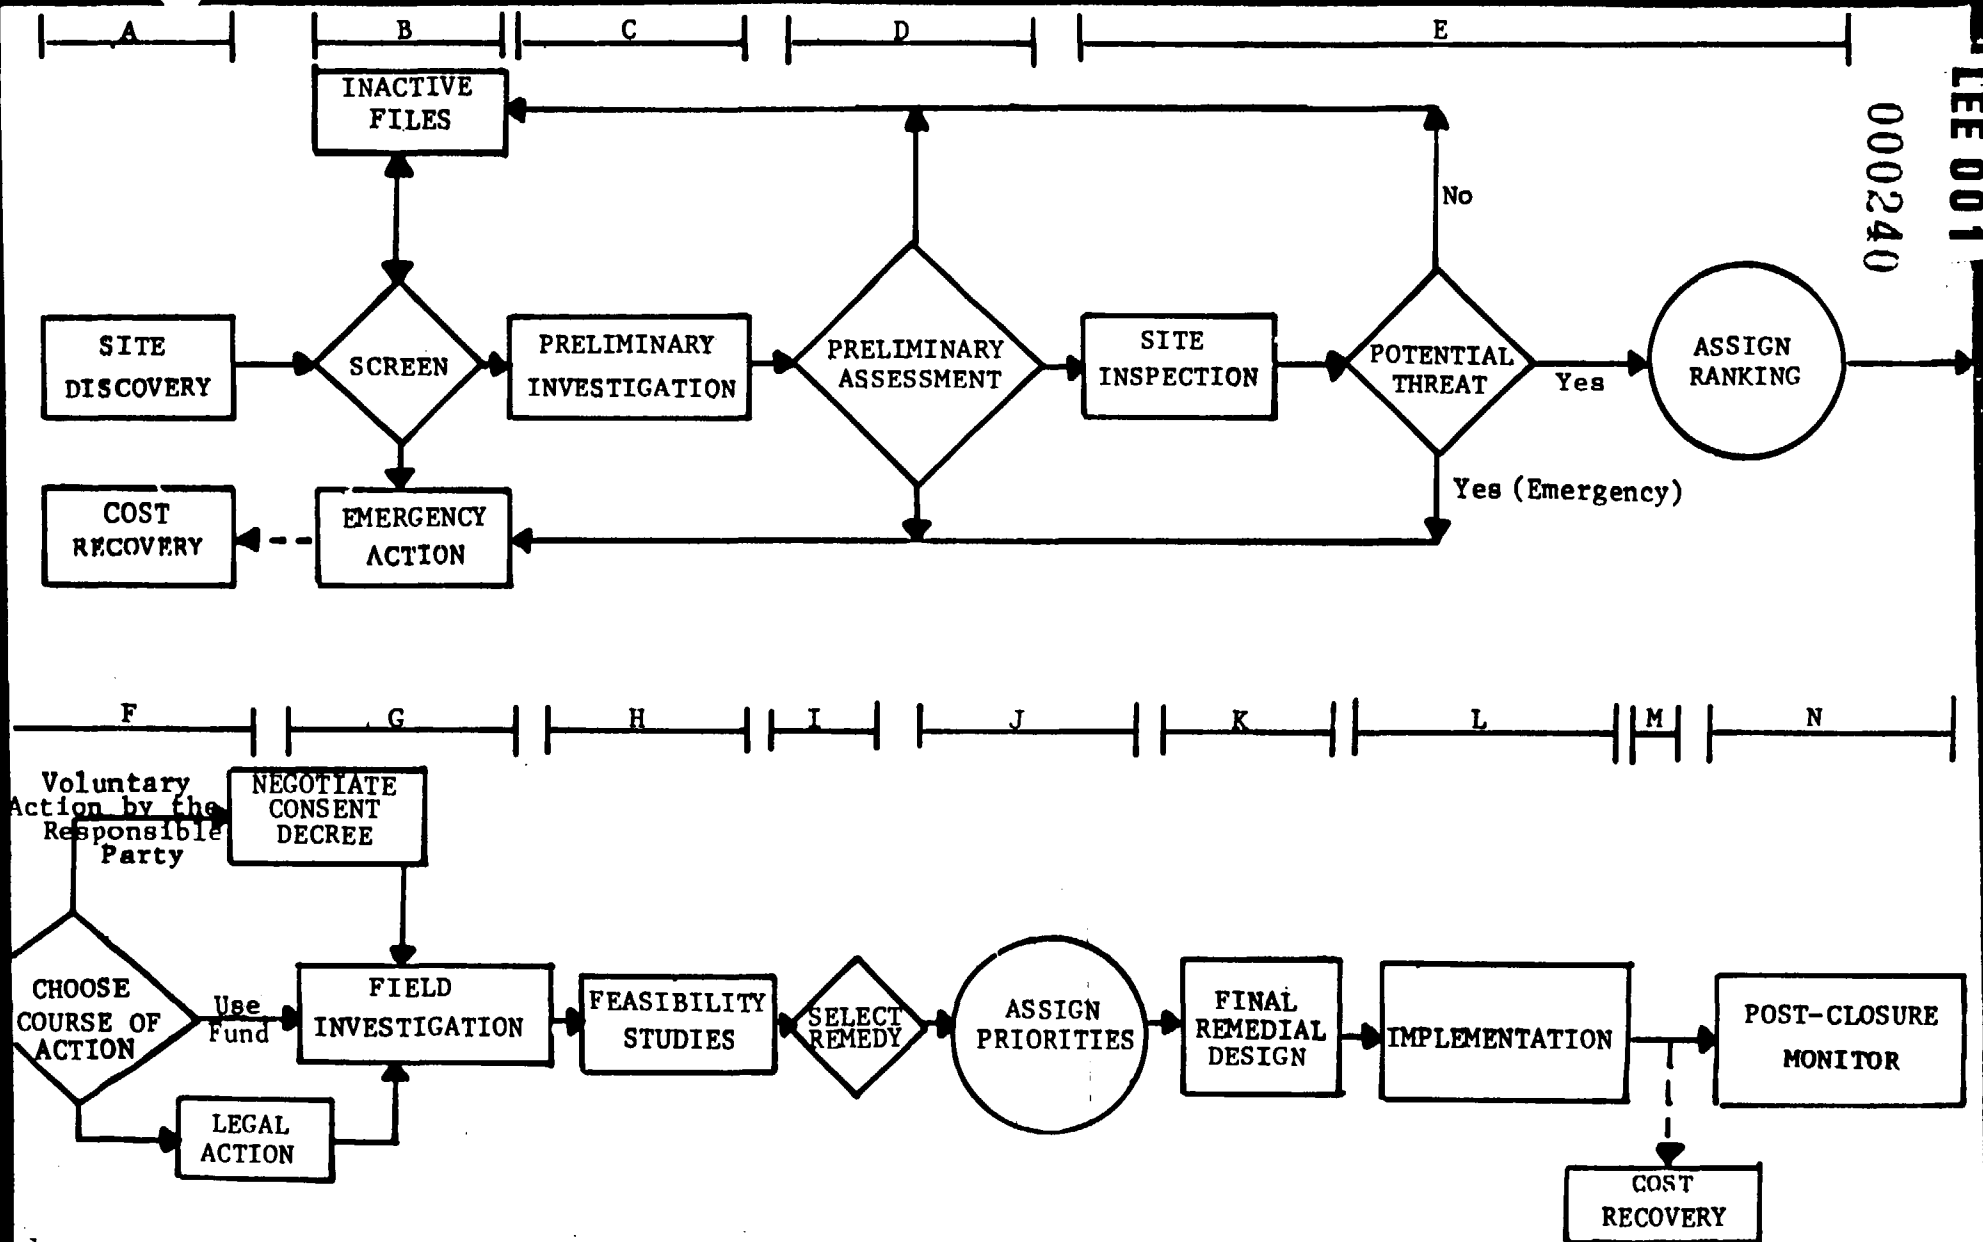 A
B
C
D
E
LEE 001
000240
INACTIVE
FILES
No
SITE
DISCOVERY
SCREEN
PRELIMINARY
INVESTIGATION
PRELIMINARY
ASSESSMENT
SITE
INSPECTION
POTENTIAL
THREAT
Yes
ASSIGN
RANKING
COST
RECOVERY
EMERGENCY
ACTION
Yes (Emergency)
F
G
H
I
J
K
L
M
N
Voluntary
Action by the
Responsible
Party
NEGOTIATE
CONSENT
DECREE
CHOOSE
COURSE OF
ACTION
Use
Fund
FIELD
INVESTIGATION
FEASIBILITY
STUDIES
SELECT
REMEDY
ASSIGN
PRIORITIES
FINAL
REMEDIAL
DESIGN
IMPLEMENTATION
POST-CLOSURE
MONITOR
LEGAL
ACTION
COST
RECOVERY